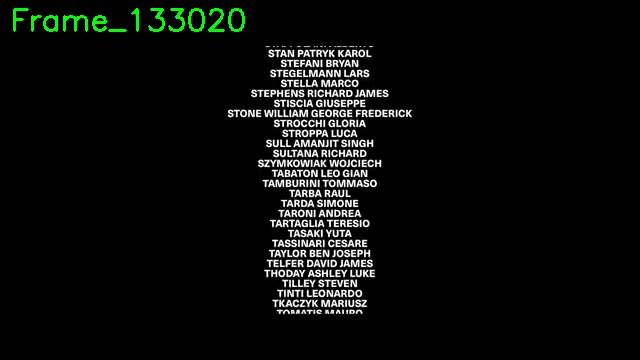 Frame_133020
STAN PATRYK KAROL
STEFANI BRYAN
STEGELMANN LARS
STELLA MARCO
STEPHENS RICHARD JAMES
STISCIA GIUSEPPE
STONE WILLIAM GEORGE FREDERICK
STROCCHI GLORIA
STROPPA LUCA
SULL AMANJIT SINGH
SULTANA RICHARD
SZYMKOWIAK WOJCIECH
TABATON LEO GIAN
TAMBURINI TOMMASO
TARBA RAUL
TARDA SIMONE
TARONI ANDREA
TARTAGLIA TERESIO
TASAKI YUTA
TASSINARI CESARE
TAYLOR BEN JOSEPH
TELFER DAVID JAMES
THODAY ASHLEY LUKE
TILLEY STEVEN
TINTI LEONARDO
TKACZYK MARIUSZ
TOMATIS MAURO